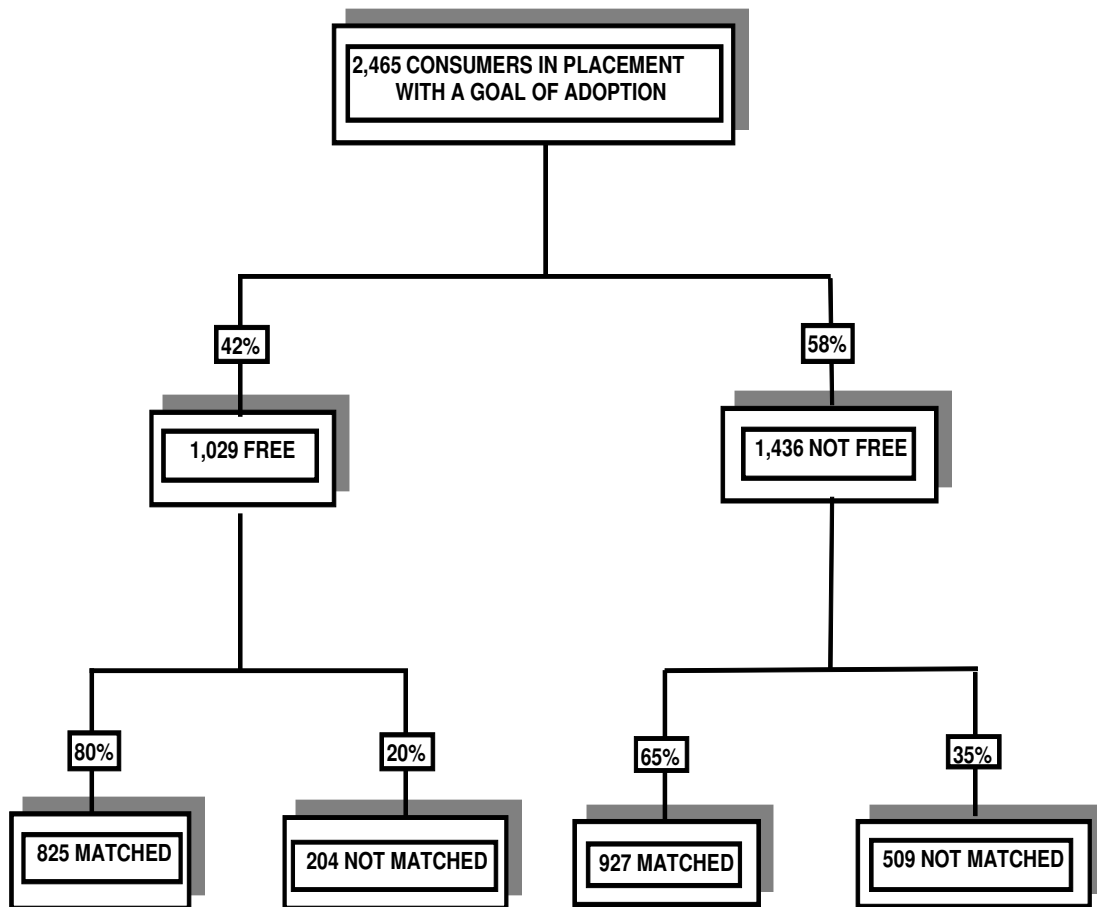 2,465 CONSUMERS IN PLACEMENT
WITH A GOAL OF ADOPTION
42%
58%
1,029 FREE
1,436 NOT FREE
80%
20%
65%
35%
825 MATCHED
204 NOT MATCHED
927 MATCHED
509 NOT MATCHED